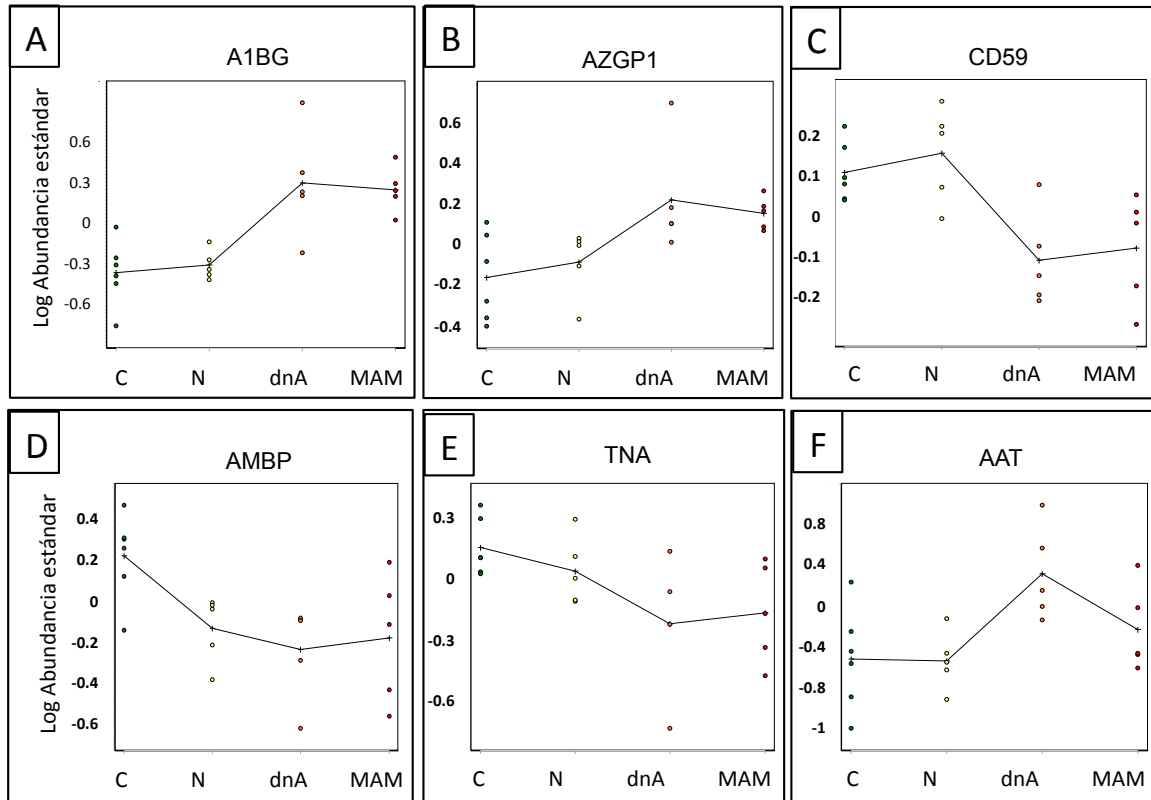 A
A1BG
Log Abundancia estándar
0.6
0.3
0
-0.3
-0.6
C N dnA MAM
B
AZGP1
0.6
0.4
0.2
0
-0.2
-0.4
C N dnA MAM
C
CD59
0.2
0.1
0
-0.1
-0.2
C N dnA MAM
D
AMBP
Log Abundancia estándar
0.4
0.2
0
-0.2
-0.4
-0.6
C N dnA MAM
E
TNA
0.3
0
-0.3
-0.6
C N dnA MAM
F
AAT
0.8
0.4
0
-0.4
-0.8
-1
C N dnA MAM